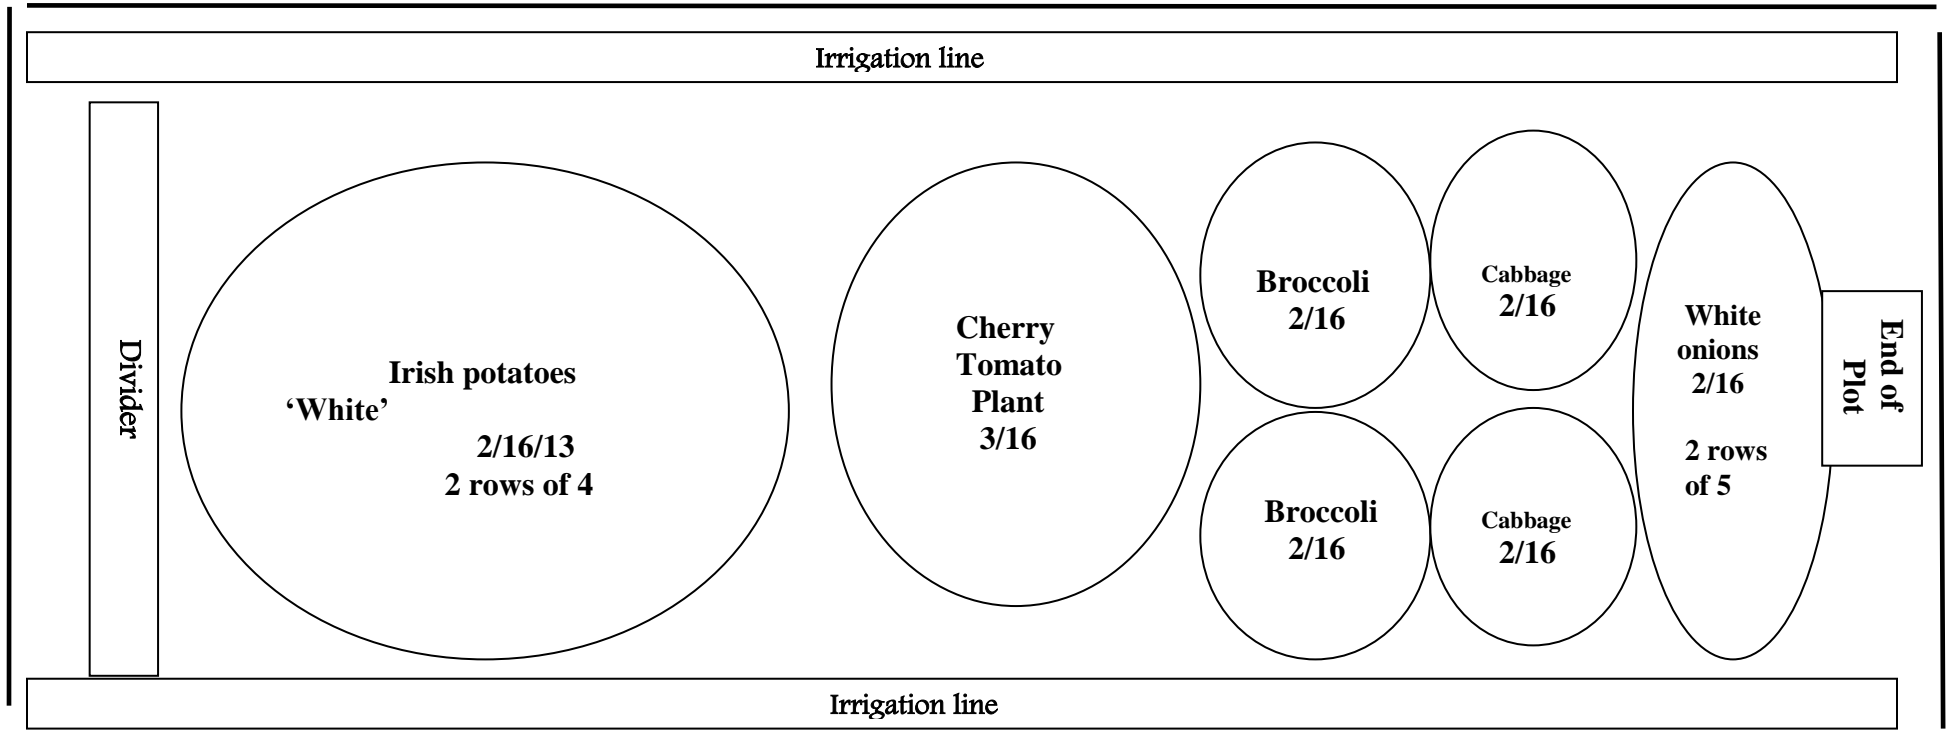 Irrigation line
Divider
Irish potatoes
‘White’
2/16/13
2 rows of 4
Cherry
Tomato
Plant
3/16
Broccoli
2/16
Broccoli
2/16
Cabbage
2/16
Cabbage
2/16
White
onions
2/16
2 rows
of 5
End of
Plot
Irrigation line